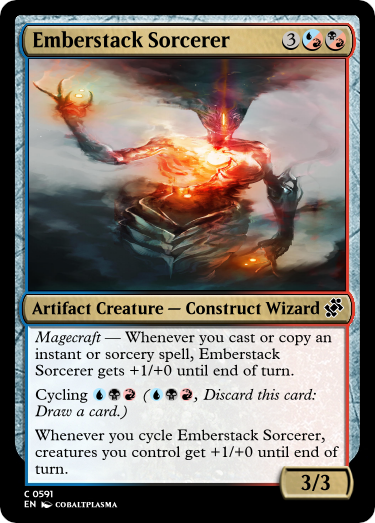 Emberstack Sorcerer 3
Artifact Creature — Construct Wizard
Magecraft — Whenever you cast or copy an
instant or sorcery spell, Emberstack
Sorcerer gets +1/+0 until end of turn.
Cycling (, Discard this card:
Draw a card.)
Whenever you cycle Emberstack Sorcerer,
creatures you control get +1/+0 until end of
turn.
3/3
C 0591
EN COBALTPLASMA